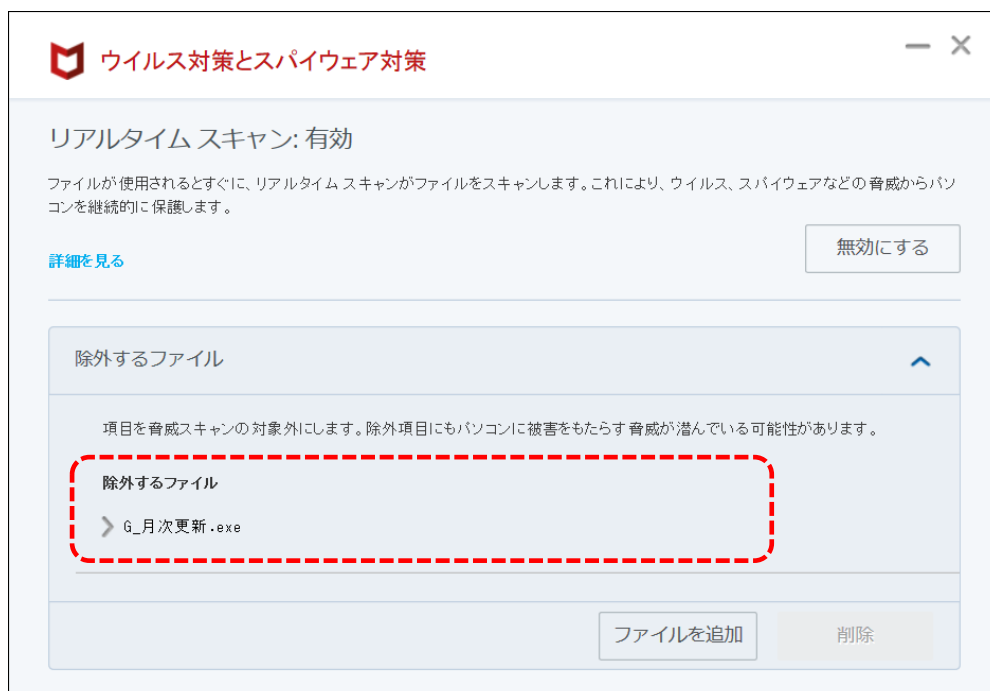 ウイルス対策とスパイウェア対策
リアルタイム スキャン: 有効
ファイルが使用されるとすぐに、リアルタイム スキャンがファイルをスキャンします。これにより、ウイルス、スパイウェアなどの脅威からパソ
コンを継続的に保護します。
無効にする
詳細を見る
除外するファイル
項目を脅威スキャンの対象外にします。除外項目にもパソコンに被害をもたらす脅威が潜んでいる可能性があります。
除外するファイル
G_月次更新.exe
ファイルを追加
削除